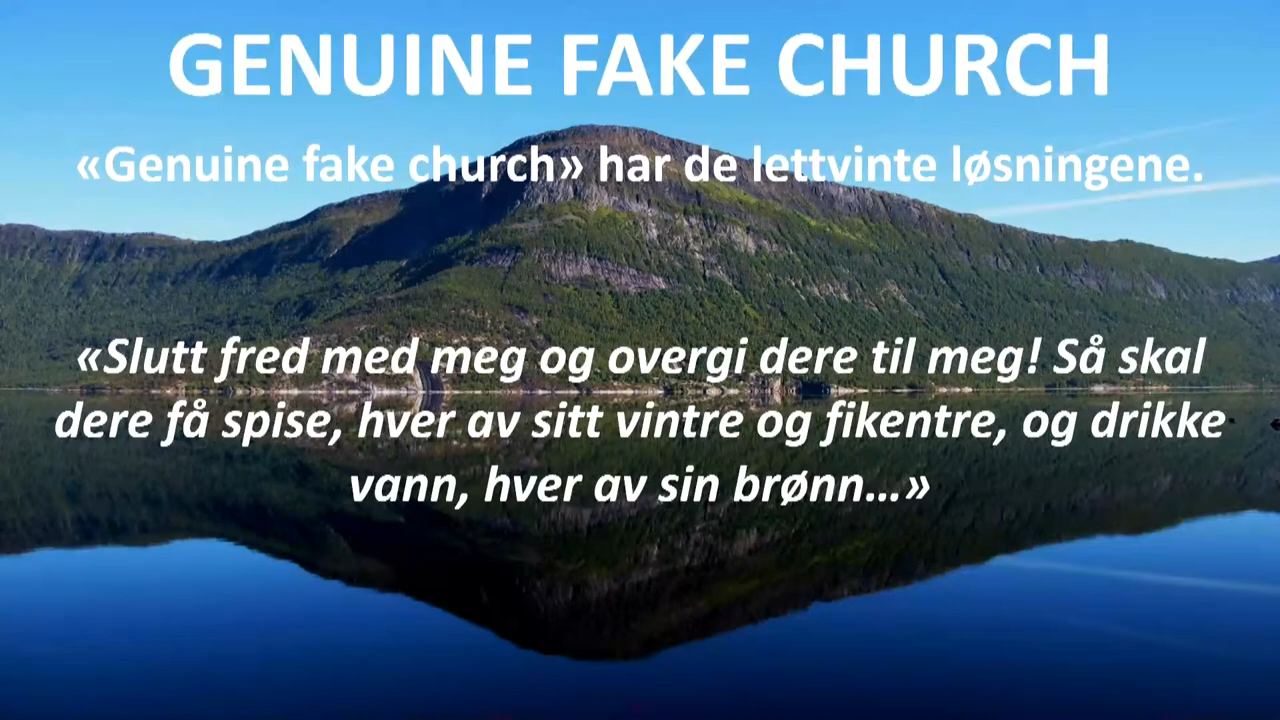 GENUINE FAKE CHURCH
«Genuine fake church» har de lettvinte løsningene.
«Slutt fred med meg og overgi dere til meg! Så skal
dere få spise, hver av sitt vintre og fikentre, og drikke
vann, hver av sin brønn...»